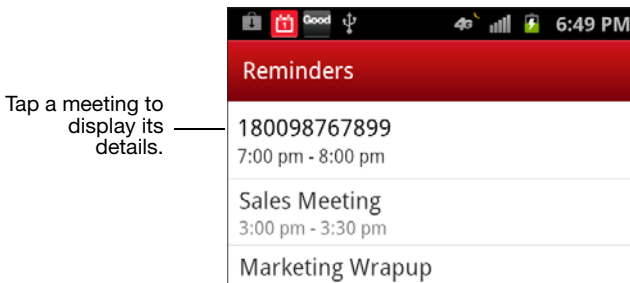 Good 4G 6:49 PM
Reminders
Tap a meeting to
display its
details.
180098767899
7:00 pm - 8:00 pm
Sales Meeting
3:00 pm - 3:30 pm
Marketing Wrapup